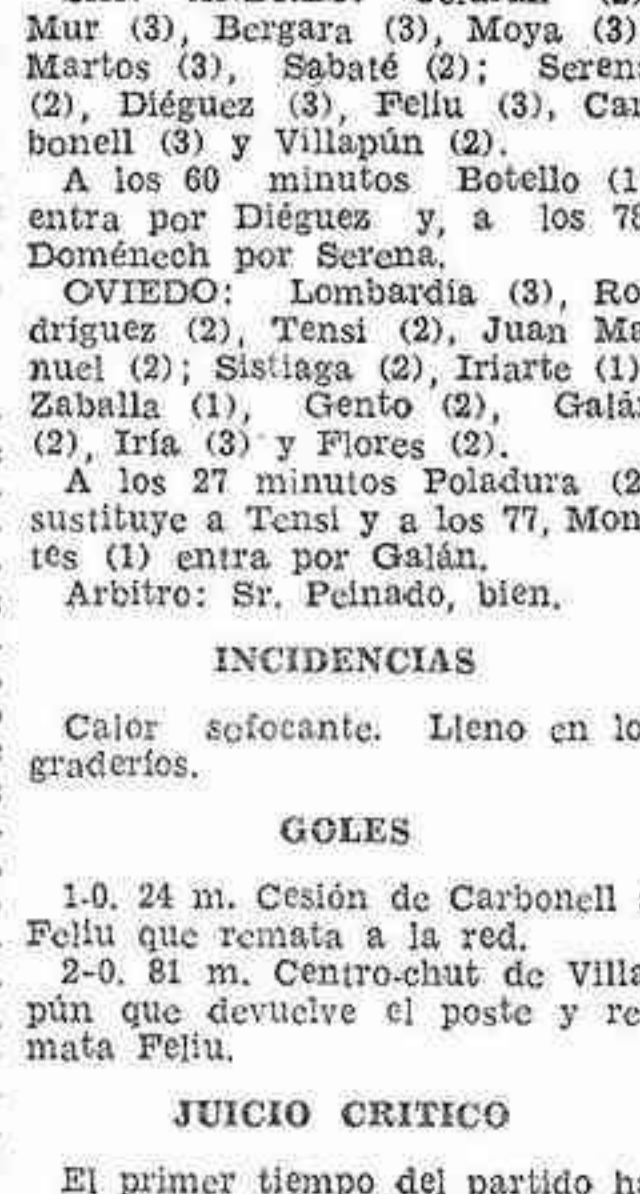 Mur (3), Bergara (3), Moya (3)
Martos (3), Sabaté (2); Seren
(2), Diéguez (3), Feliu (3), Car
bonell (3) y Villapún (2).
A los 60 minutos Botello (1
entra por Diéguez y, a los 78
Doménech por Serena.
OVIEDO: Lombardía (3), Ro
dríguez (2), Tensi (2), Juan Ma
nuel (2); Sistiaga (2), Iriarte (1)
Zaballa (1), Gento (2), Galán
(2), Iría (3) y Flores (2).
A los 27 minutos Poladura (2
sustituye a Tensi y a los 77, Mon
tés (1) entra por Galán.
Arbitro: Sr. Peinado, bien.
INCIDENCIAS
Calor sofocante. Lleno en lo
graderíos.
GOLES
1-0. 24 m. Cesión de Carbonell
Feliu que remata a la red.
2-0. 81 m. Centro-chut de Villa
pún que devuelve el poste y re
mata Feliu.
JUICIO CRITICO
El primer tiempo del partido h